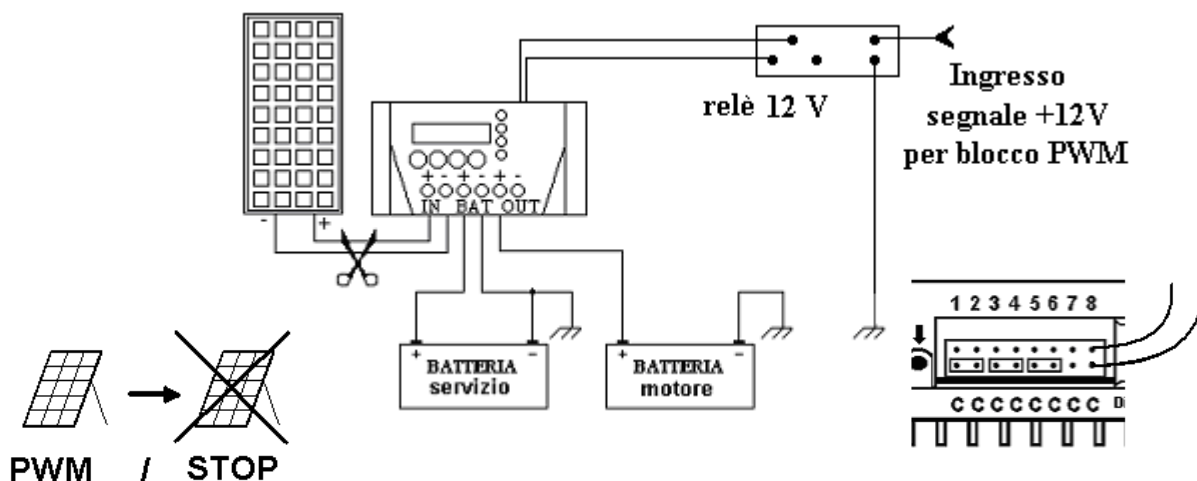 relè 12 V
Ingresso
segnale +12V
per blocco PWM
+ - + - + -
IN BAT OUT
- +
+ -
BATTERIA
servizio
+ -
BATTERIA
motore
1 2 3 4 5 6 7 8
C C C C C C C C
PWM / STOP